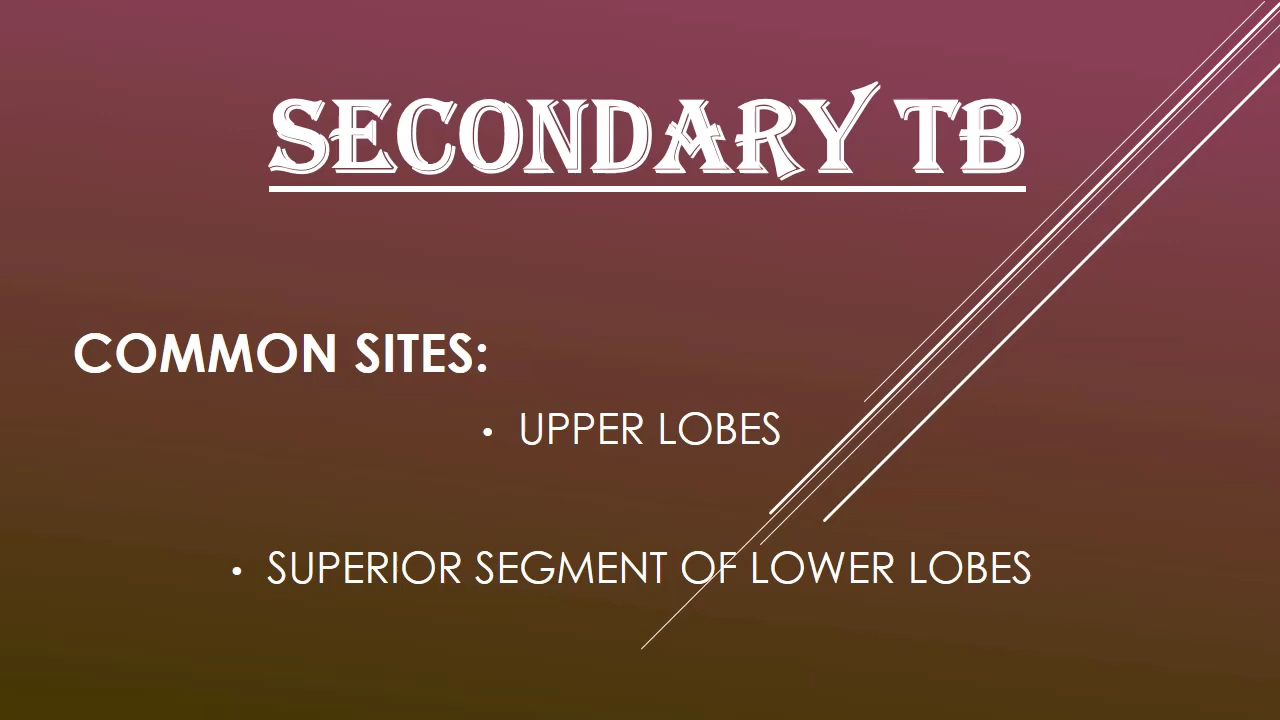 SECONDARY TB
COMMON SITES:
• UPPER LOBES
• SUPERIOR SEGMENT OF LOWER LOBES